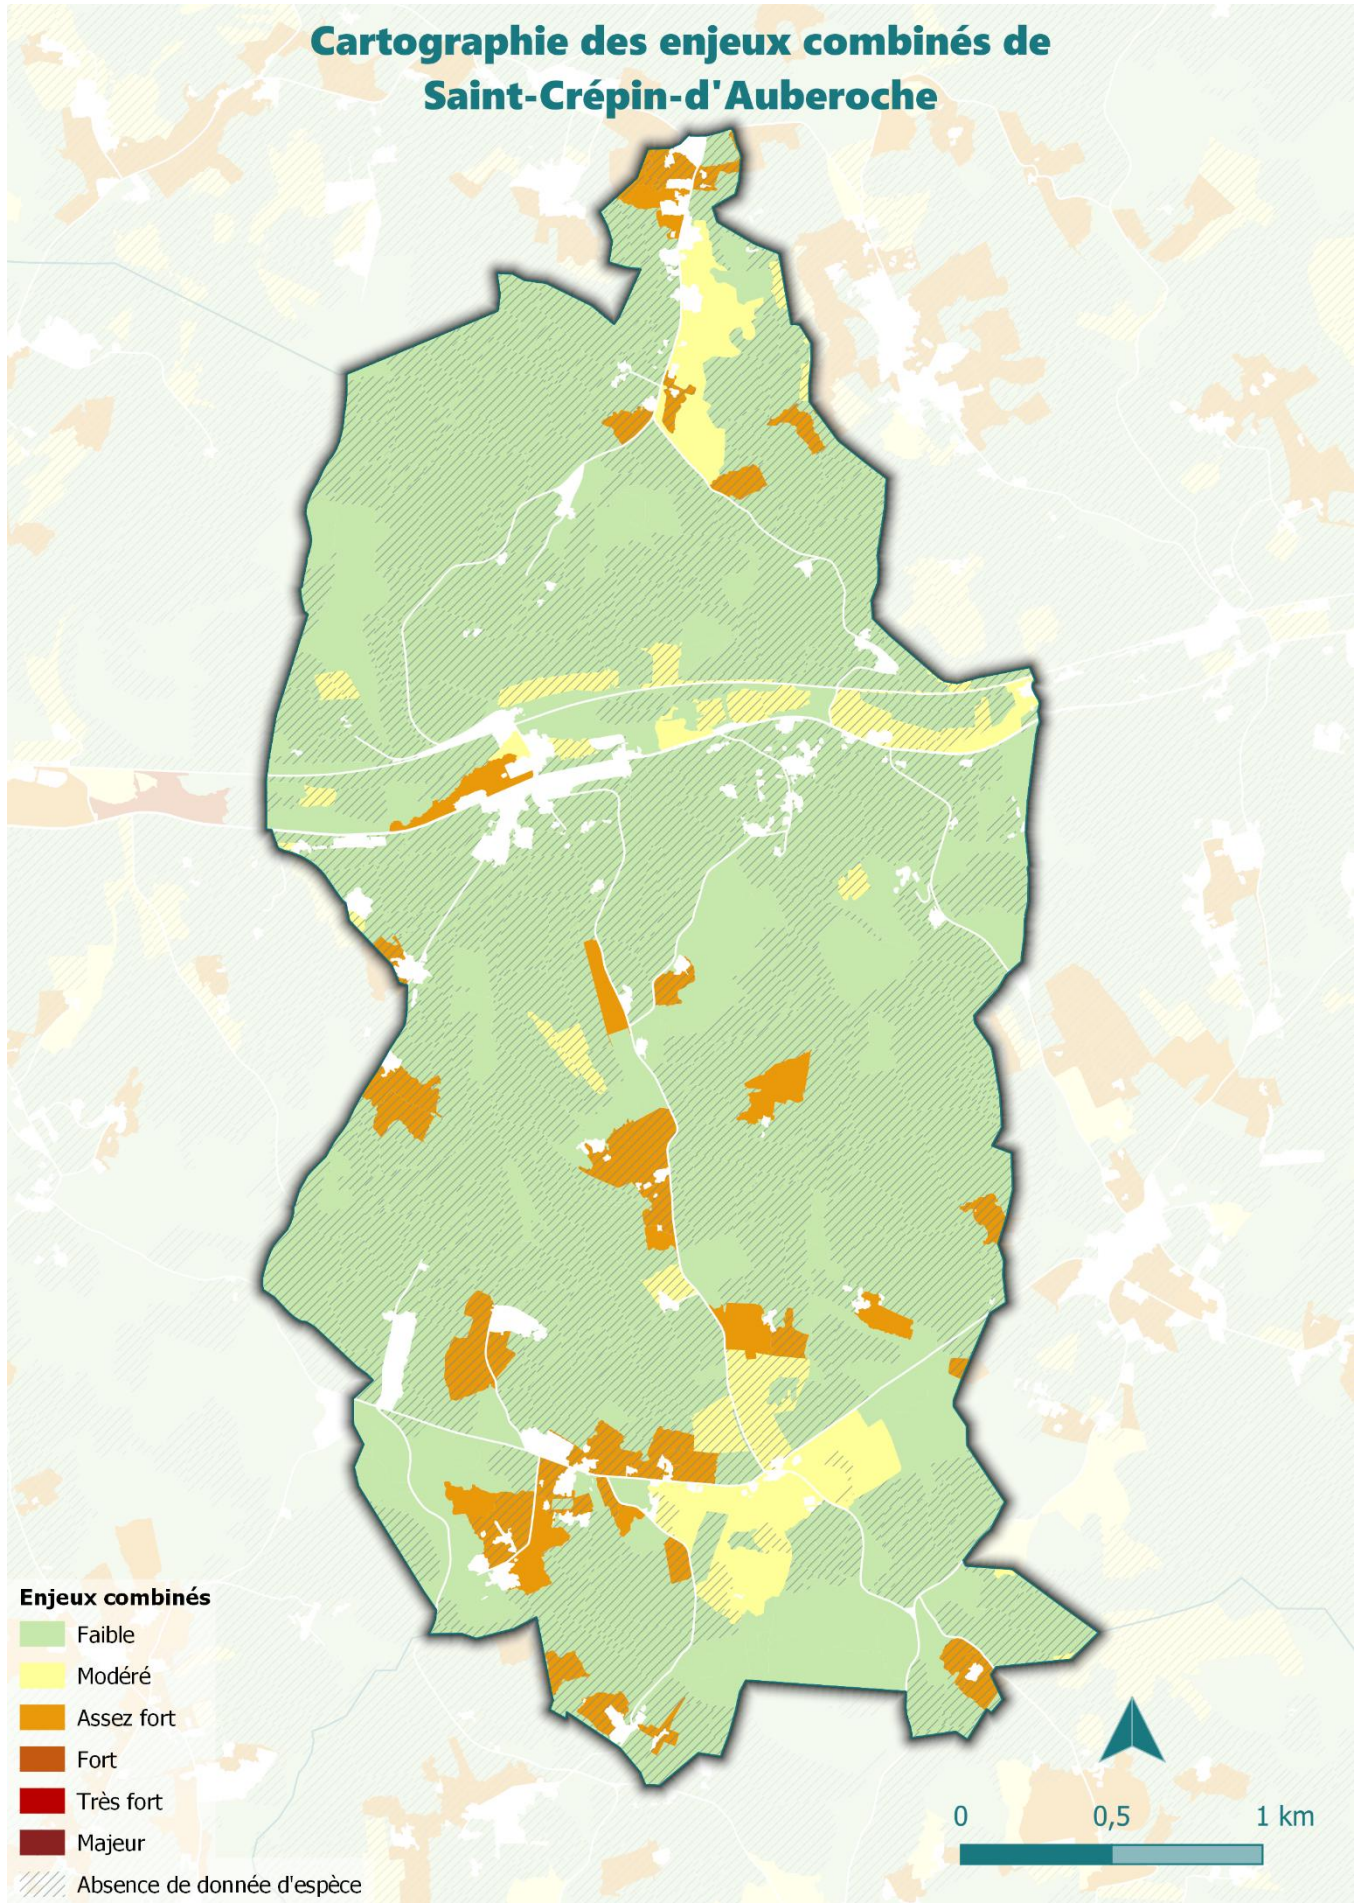 Cartographie des enjeux combinés de
Saint-Crépin-d'Auberoche
Enjeux combinés
Faible
Modéré
Assez fort
Fort
Très fort
Majeur
Absence de donnée d'espèce
0 0,5 1 km